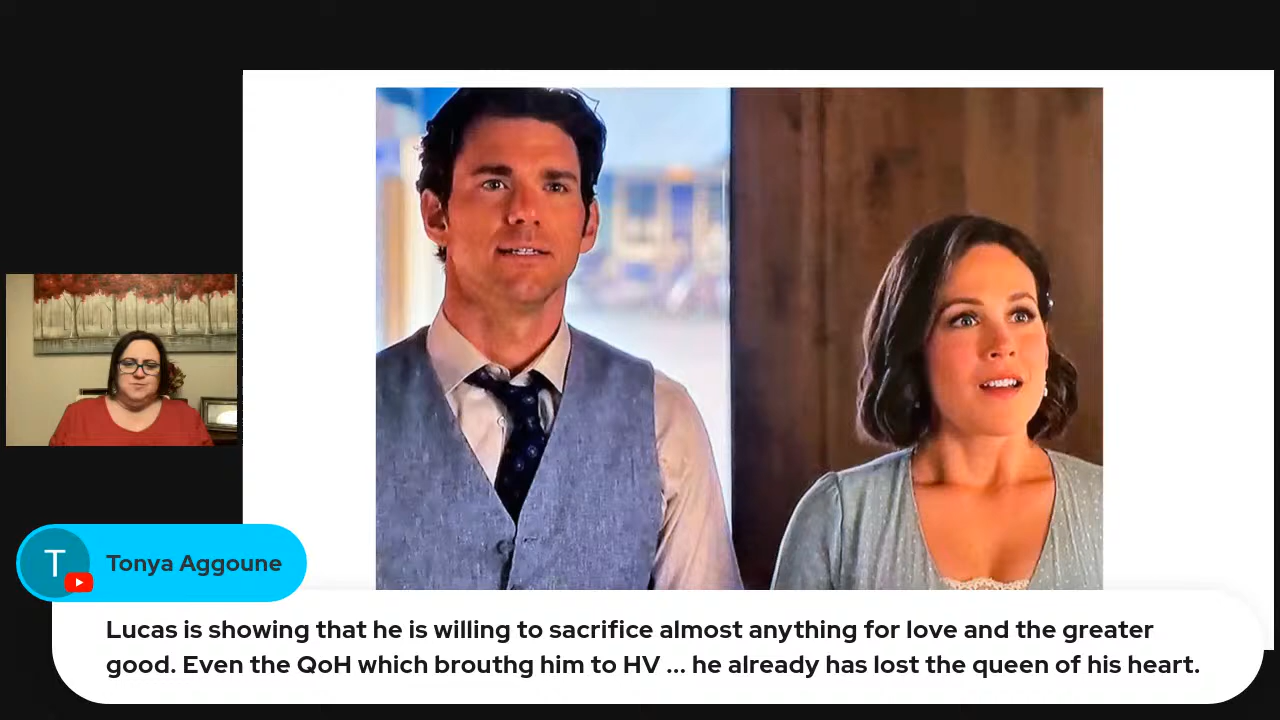 T
Tonya Aggoune
Lucas is showing that he is willing to sacrifice almost anything for love and the greater
good. Even the QoH which brouthg him to HV ... he already has lost the queen of his heart.